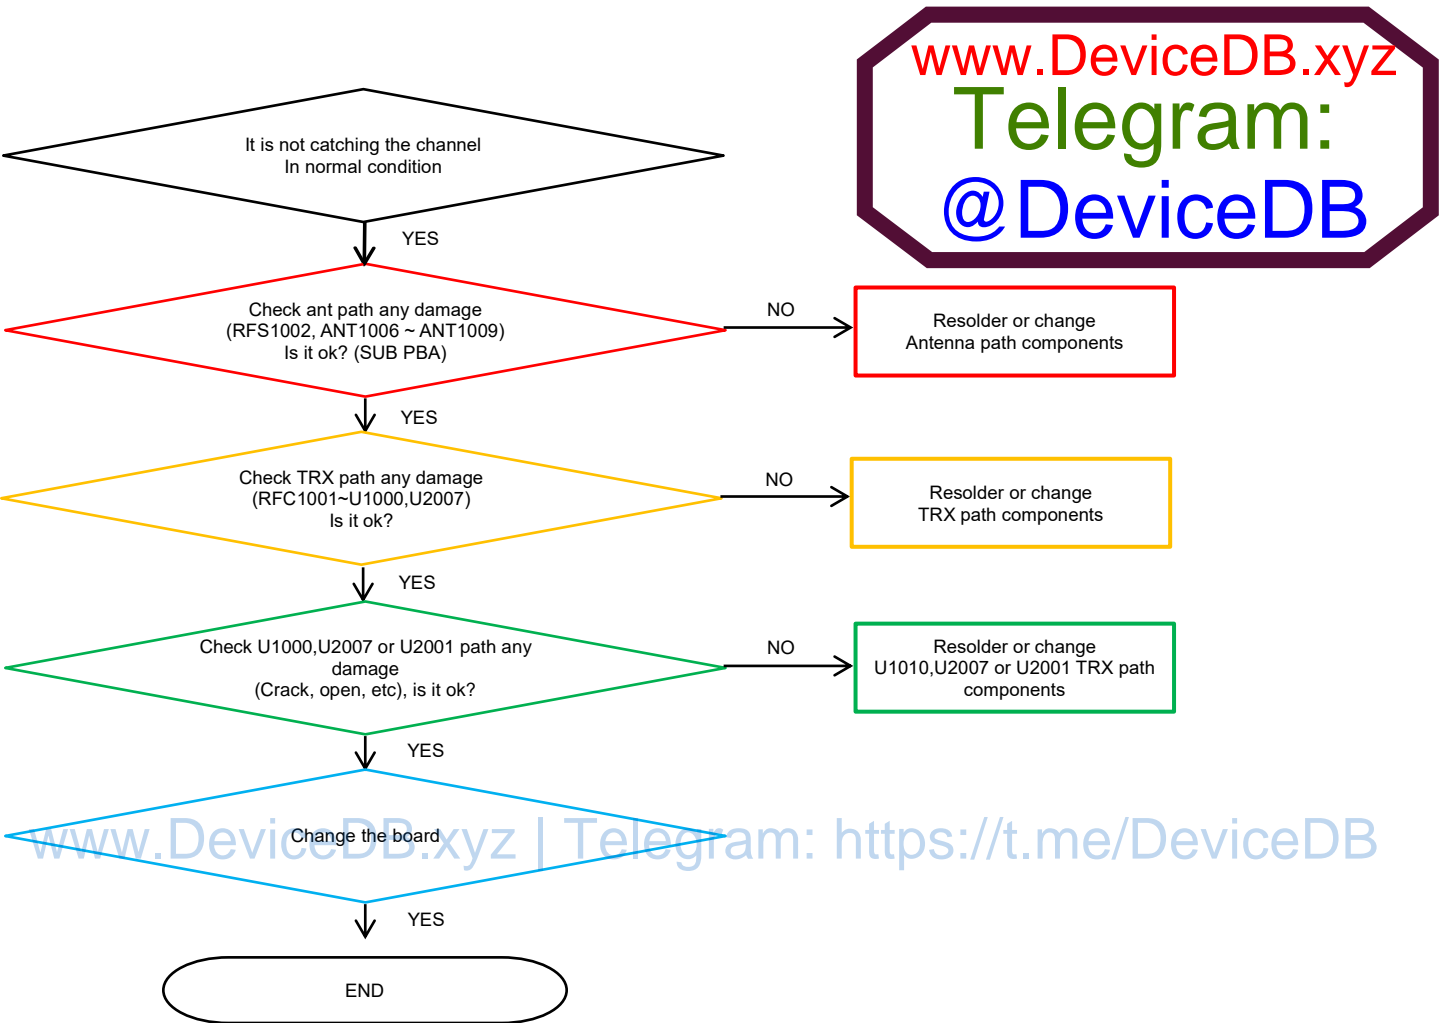 www.DeviceDB.xyz
Telegram:
@DeviceDB
It is not catching the channel
In normal condition
YES
Check ant path any damage
(RFS1002, ANT1006 ~ ANT1009)
Is it ok? (SUB PBA)
NO
Resolder or change
Antenna path components
YES
Check TRX path any damage
(RFC1001~U1000,U2007)
Is it ok?
NO
Resolder or change
TRX path components
YES
Check U1000,U2007 or U2001 path any
damage
(Crack, open, etc), is it ok?
NO
Resolder or change
U1010,U2007 or U2001 TRX path
components
YES
Change the board
www.DeviceDB.xyz | Telegram: https://t.me/DeviceDB
YES
END